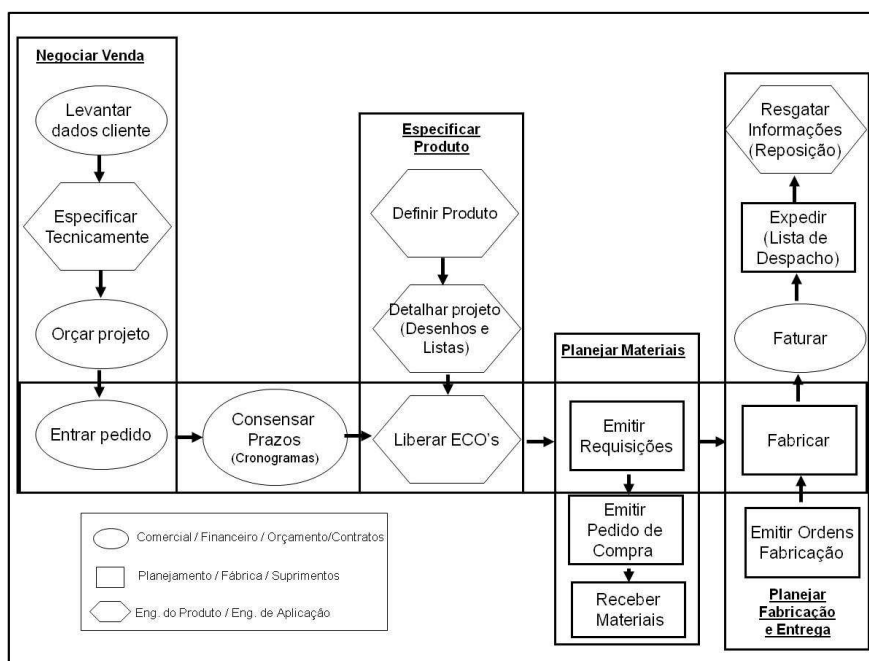 Negociar Venda
Levantar
dados cliente
Especificar
Tecnicamente
Orçar projeto
Entrar pedido
Consensar
Prazos
(Cronogramas)
Especificar
Produto
Definir Produto
Detalhar projeto
(Desenhos e
Listas)
Liberar ECO's
Planejar Materiais
Emitir
Requisições
Emitir
Pedido de
Compra
Receber
Materiais
Resgatar
Informações
(Reposição)
Expedir
(Lista de
Despacho)
Faturar
Fabricar
Emitir Ordens
Fabricação
Planejar
Fabricação
e Entrega
Comercial / Financeiro / Orçamento/Contratos
Planejamento / Fábrica / Suprimentos
Eng. do Produto / Eng. de Aplicação